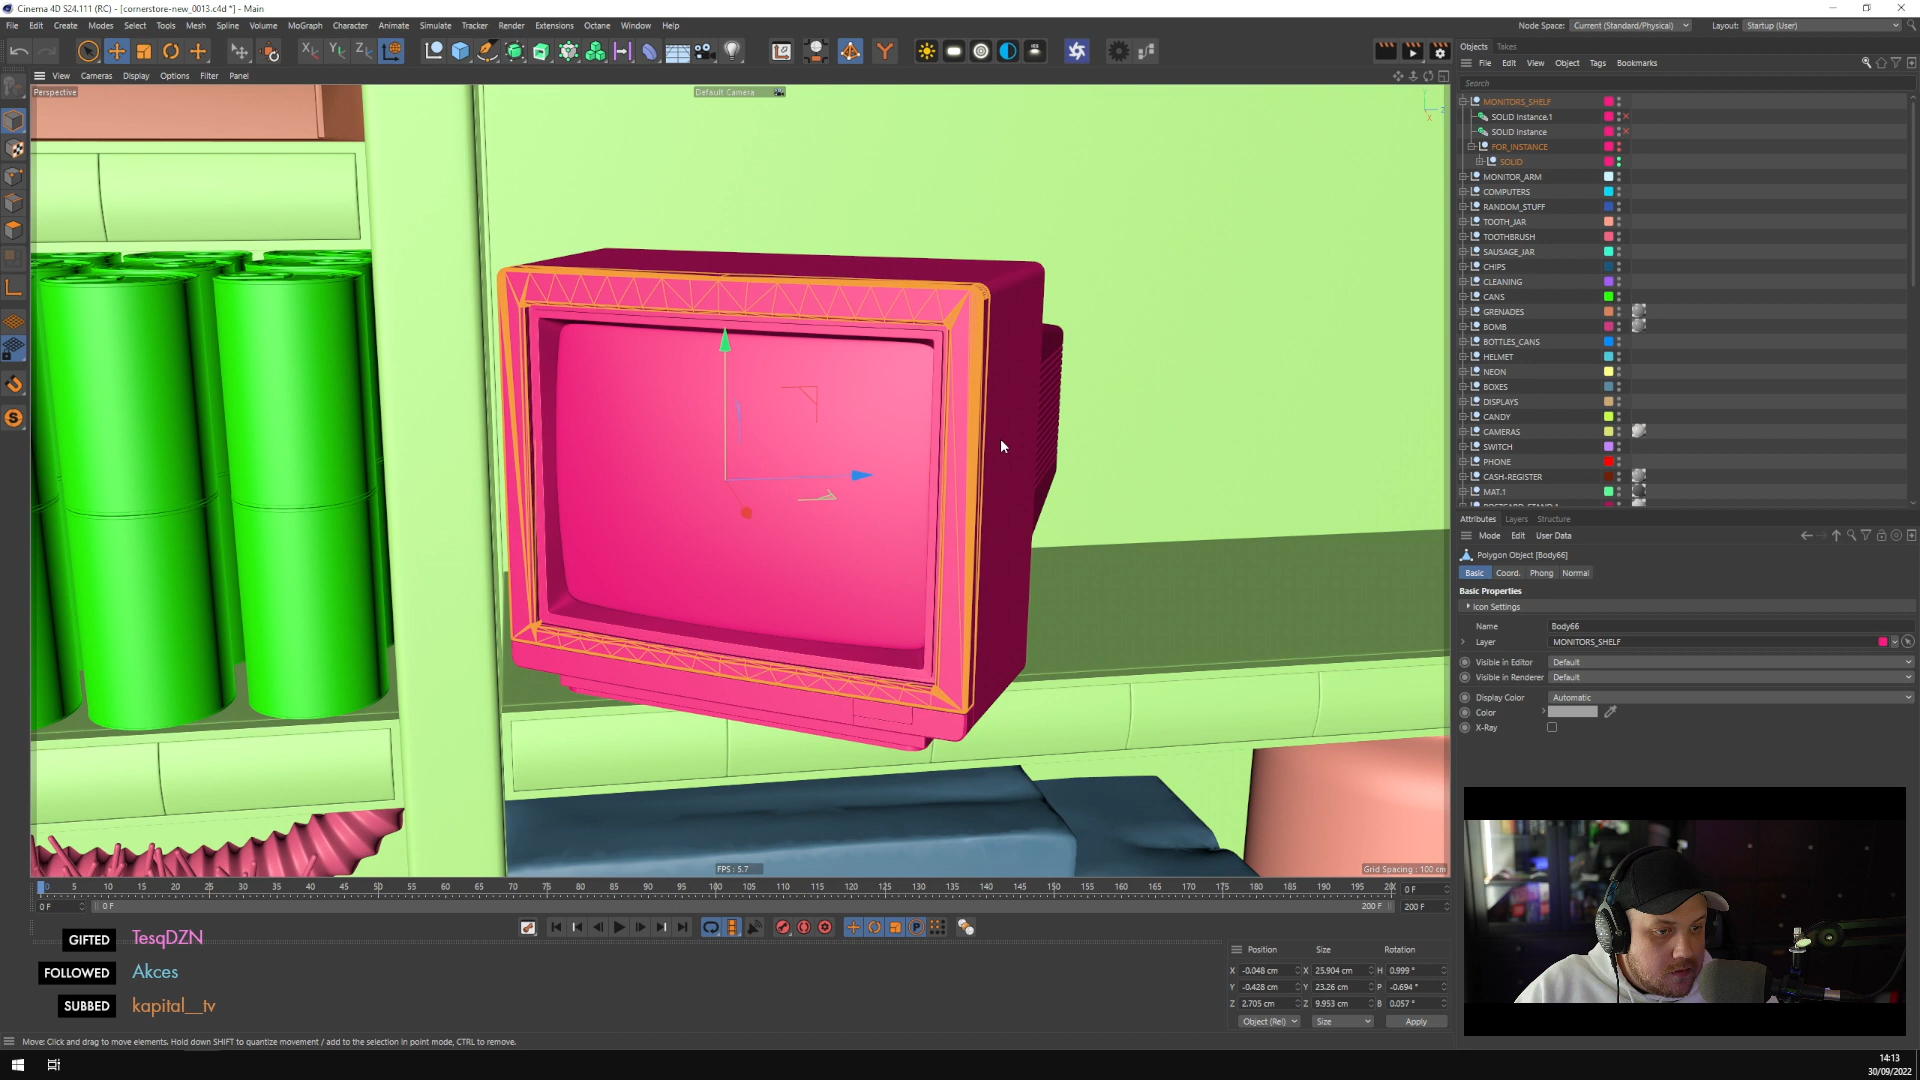 Cinema 4D S24.111 (RC) - [cornerstore-new_0013.c4d *] - Main
File Edit Create Modes Select Tools Mesh Spline Volume MoGraph Character Animate Simulate Tracker Render Extensions Octane Window Help
Node Space: Current (Standard/Physical) Layout: Startup (User)
View Cameras Display Options Filter Panel
Perspective
Default Camera
FPS : 5.7
Grid Spacing : 100 cm
Objects Takes
File Edit View Object Tags Bookmarks
Search
MONITORS_SHELF
SOLID Instance.1
SOLID Instance
FOR_INSTANCE
SOLID
MONITOR_ARM
COMPUTERS
RANDOM_STUFF
TOOTH_JAR
TOOTHBRUSH
SAUSAGE_JAR
CHIPS
CLEANING
CANS
GRENADES
BOMB
BOTTLES_CANS
HELMET
NEON
BOXES
DISPLAYS
CANDY
CAMERAS
SWITCH
PHONE
CASH-REGISTER
MAT.1
Attributes Layers Structure
Mode Edit User Data
Polygon Object [Body66]
Basic Coord. Phong Normal
Basic Properties
Icon Settings
Name Body66
Layer MONITORS_SHELF
Visible in Editor Default
Visible in Renderer Default
Display Color Automatic
Color
X-Ray
0 5 10 15 20 25 30 35 40 45 50 55 60 65 70 75 80 85 90 95 100 105 110 115 120 125 130 135 140 145 150 155 160 165 170 175 180 185 190 195 200 0 F
0 F 0 F 200 F 200 F
GIFTED TesqDZN
FOLLOWED Akces
SUBBED kapital__tv
Position Size Rotation
X -0.048 cm X 25.904 cm H 0.999 °
Y -0.428 cm Y 23.26 cm P -0.694 °
Z 2.705 cm Z 9.953 cm B 0.057 °
Object (Rel) Size Apply
Move: Click and drag to move elements. Hold down SHIFT to quantize movement / add to the selection in point mode, CTRL to remove.
14:13
30/09/2022